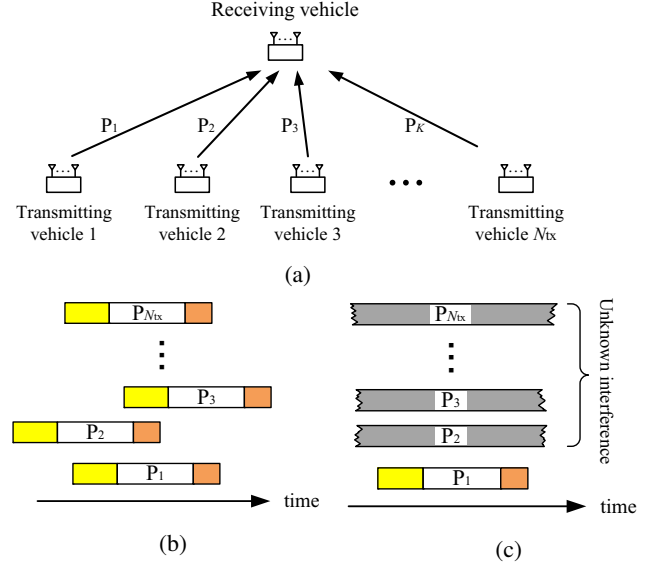 Receiving vehicle
P1 P2 P3 PK
Transmitting vehicle 1
Transmitting vehicle 2
Transmitting vehicle 3
Transmitting vehicle Ntx
(a)
PNtx
P3
P2
P1
time
(b)
PNtx
P3
P2
P1
Unknown interference
time
(c)